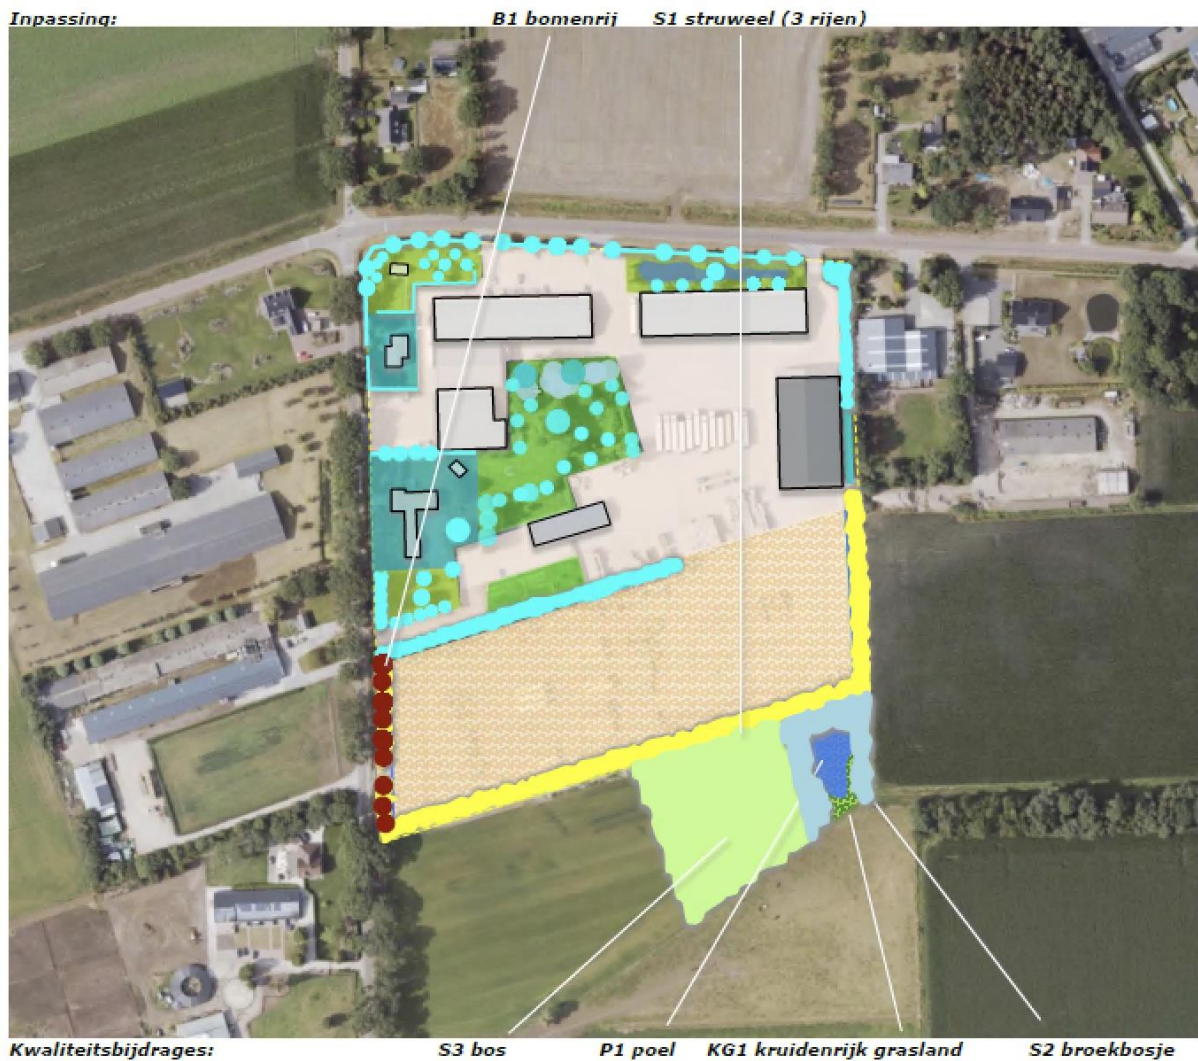 Inpassing: B1 bomenrij S1 struweel (3 rijen)
Kwaliteitsbijdrages: S3 bos P1 poel KG1 kruidenrijk grasland S2 broekbosje